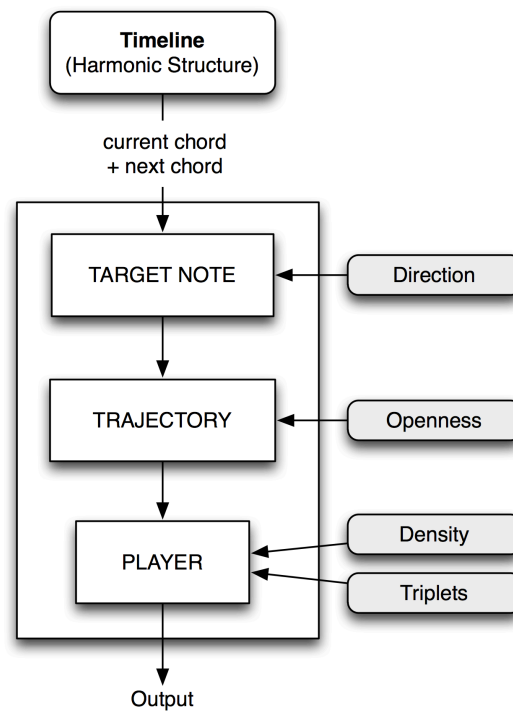 Timeline
(Harmonic Structure)
current chord
+ next chord
TARGET NOTE
Direction
TRAJECTORY
Openness
PLAYER
Density
Triplets
Output